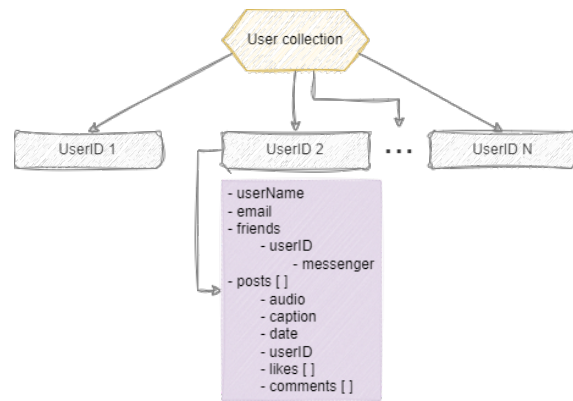 User collection
UserID 1
UserID 2
...
UserID N
- userName
- email
- friends
- userID
- messenger
- posts [ ]
- audio
- caption
- date
- userID
- likes [ ]
- comments [ ]